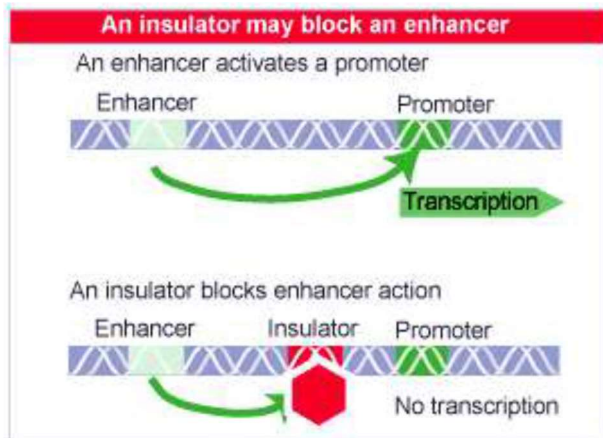 An insulator may block an enhancer
An enhancer activates a promoter
Enhancer Promoter
Transcription
An insulator blocks enhancer action
Enhancer Insulator Promoter
No transcription